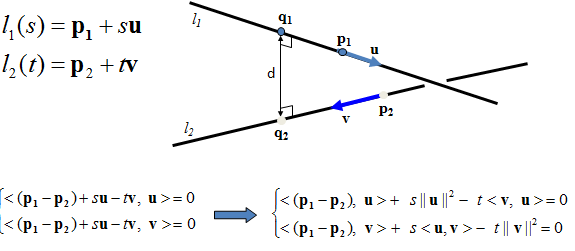 l₁(s) = p₁ + su
l₂(t) = p₂ + tv
l₁
q₁
p₁
u
d
v
p₂
l₂
q₂
{ < (p₁ − p₂) + su − tv, u > = 0
< (p₁ − p₂) + su − tv, v > = 0
{ < (p₁ − p₂), u > + s ‖ u ‖² − t < v, u > = 0
< (p₁ − p₂), v > + s < u, v > − t ‖ v ‖² = 0